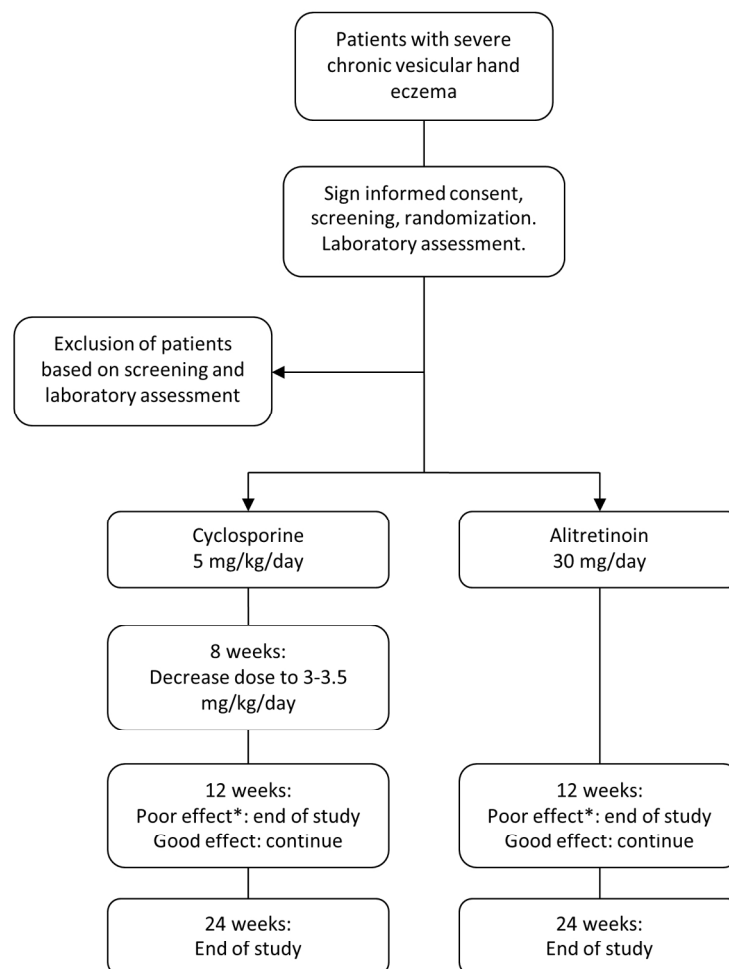 Patients with severe
chronic vesicular hand
eczema
Sign informed consent,
screening, randomization.
Laboratory assessment.
Exclusion of patients
based on screening and
laboratory assessment
Cyclosporine
5 mg/kg/day
Alitretinoin
30 mg/day
8 weeks:
Decrease dose to 3-3.5
mg/kg/day
12 weeks:
Poor effect*: end of study
Good effect: continue
12 weeks:
Poor effect*: end of study
Good effect: continue
24 weeks:
End of study
24 weeks:
End of study